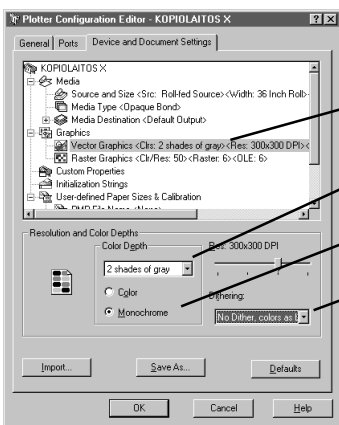 Plotter Configuration Editor - KOPIOLAITOS X
General Ports Device and Document Settings
KOPIOLAITOS X
Media
Source and Size <Src: Roll-fed Source><Width: 36 Inch Roll>
Media Type <Opaque Bond>
Media Destination <Default Output>
Graphics
Vector Graphics <Clrs: 2 shades of gray><Res: 300x300 DPI><
Raster Graphics <Clr/Res: 50><Raster: 6><OLE: 6>
Custom Properties
Initialization Strings
User-defined Paper Sizes & Calibration
PMP File Name <None>
Resolution and Color Depths
Color Depth
Res: 300x300 DPI
2 shades of gray
Color
Monochrome
Dithering:
No Dither, colors as
Import...
Save As...
Defaults
OK
Cancel
Help